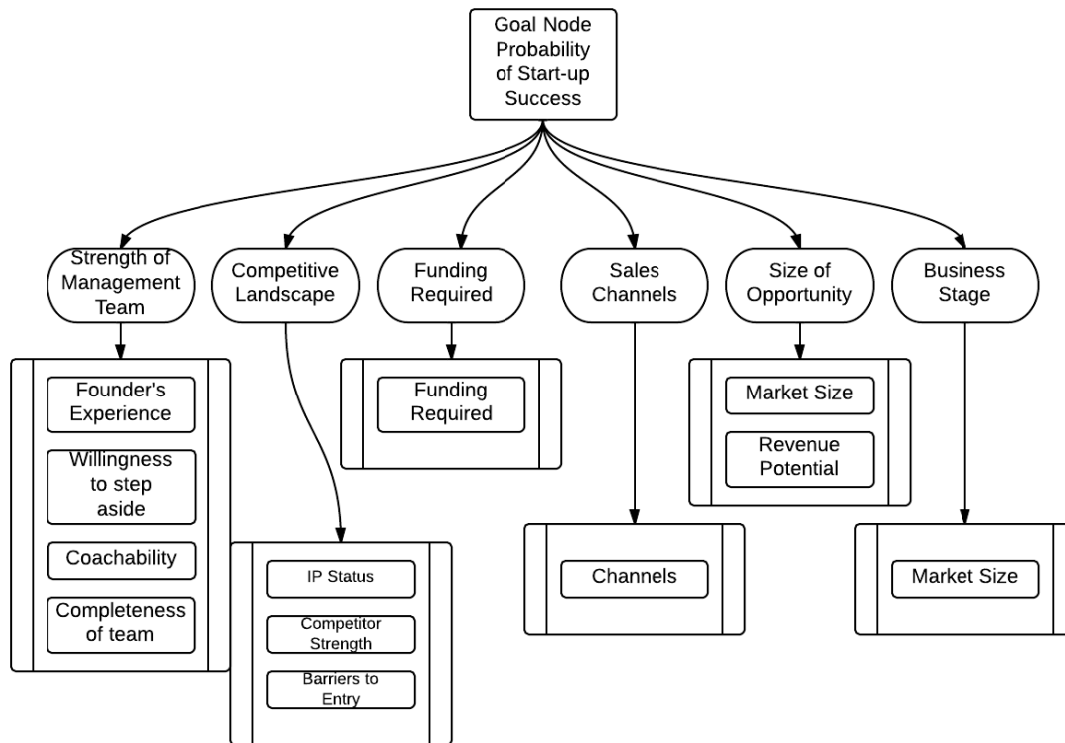 Goal Node
Probability
of Start-up
Success
Strength of
Management
Team
Competitive
Landscape
Funding
Required
Sales
Channels
Size of
Opportunity
Business
Stage
Founder's
Experience
Willingness
to step
aside
Coachability
Completeness
of team
IP Status
Competitor
Strength
Barriers to
Entry
Funding
Required
Channels
Market Size
Revenue
Potential
Market Size